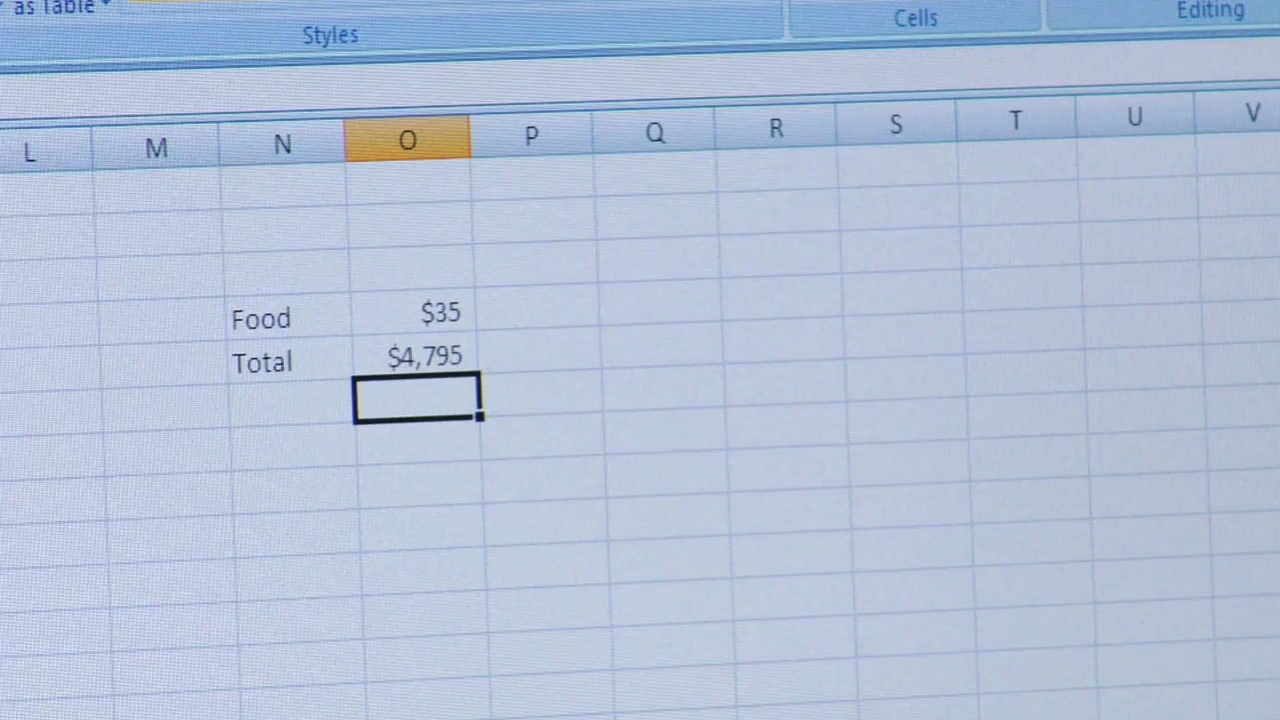 as Table
Styles
Cells
Editing
L M N O P Q R S T U V
Food $35
Total $4,795